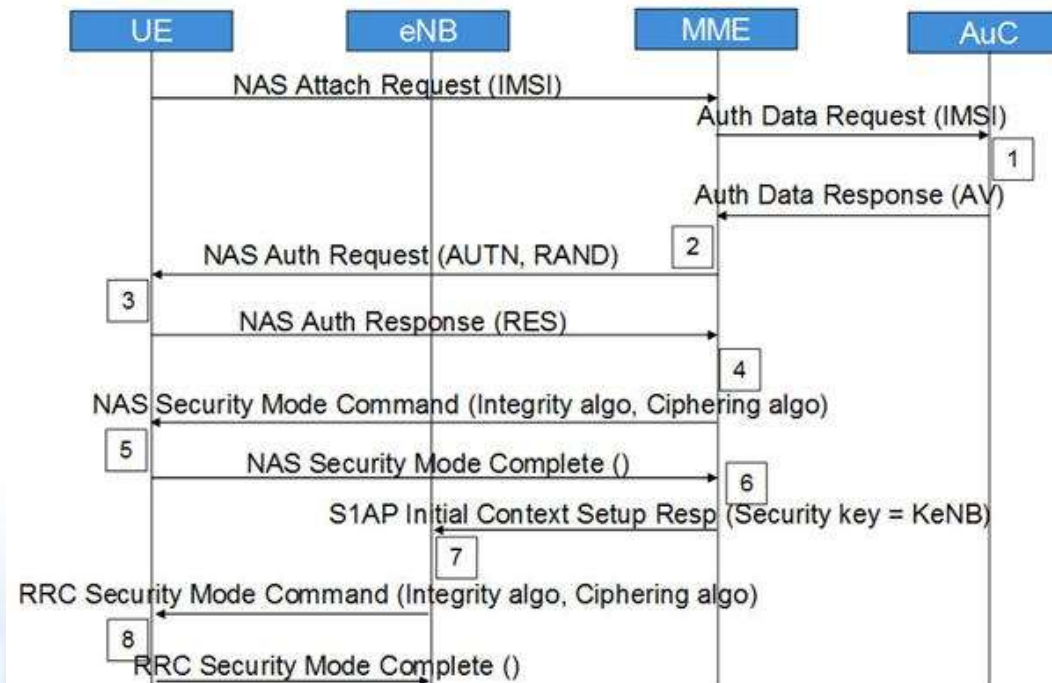 UE eNB MME AuC
NAS Attach Request (IMSI)
Auth Data Request (IMSI)
1
Auth Data Response (AV)
2
NAS Auth Request (AUTN, RAND)
3
NAS Auth Response (RES)
4
NAS Security Mode Command (Integrity algo, Ciphering algo)
5
NAS Security Mode Complete ()
6
S1AP Initial Context Setup Resp (Security key = KeNB)
7
RRC Security Mode Command (Integrity algo, Ciphering algo)
8
RRC Security Mode Complete ()